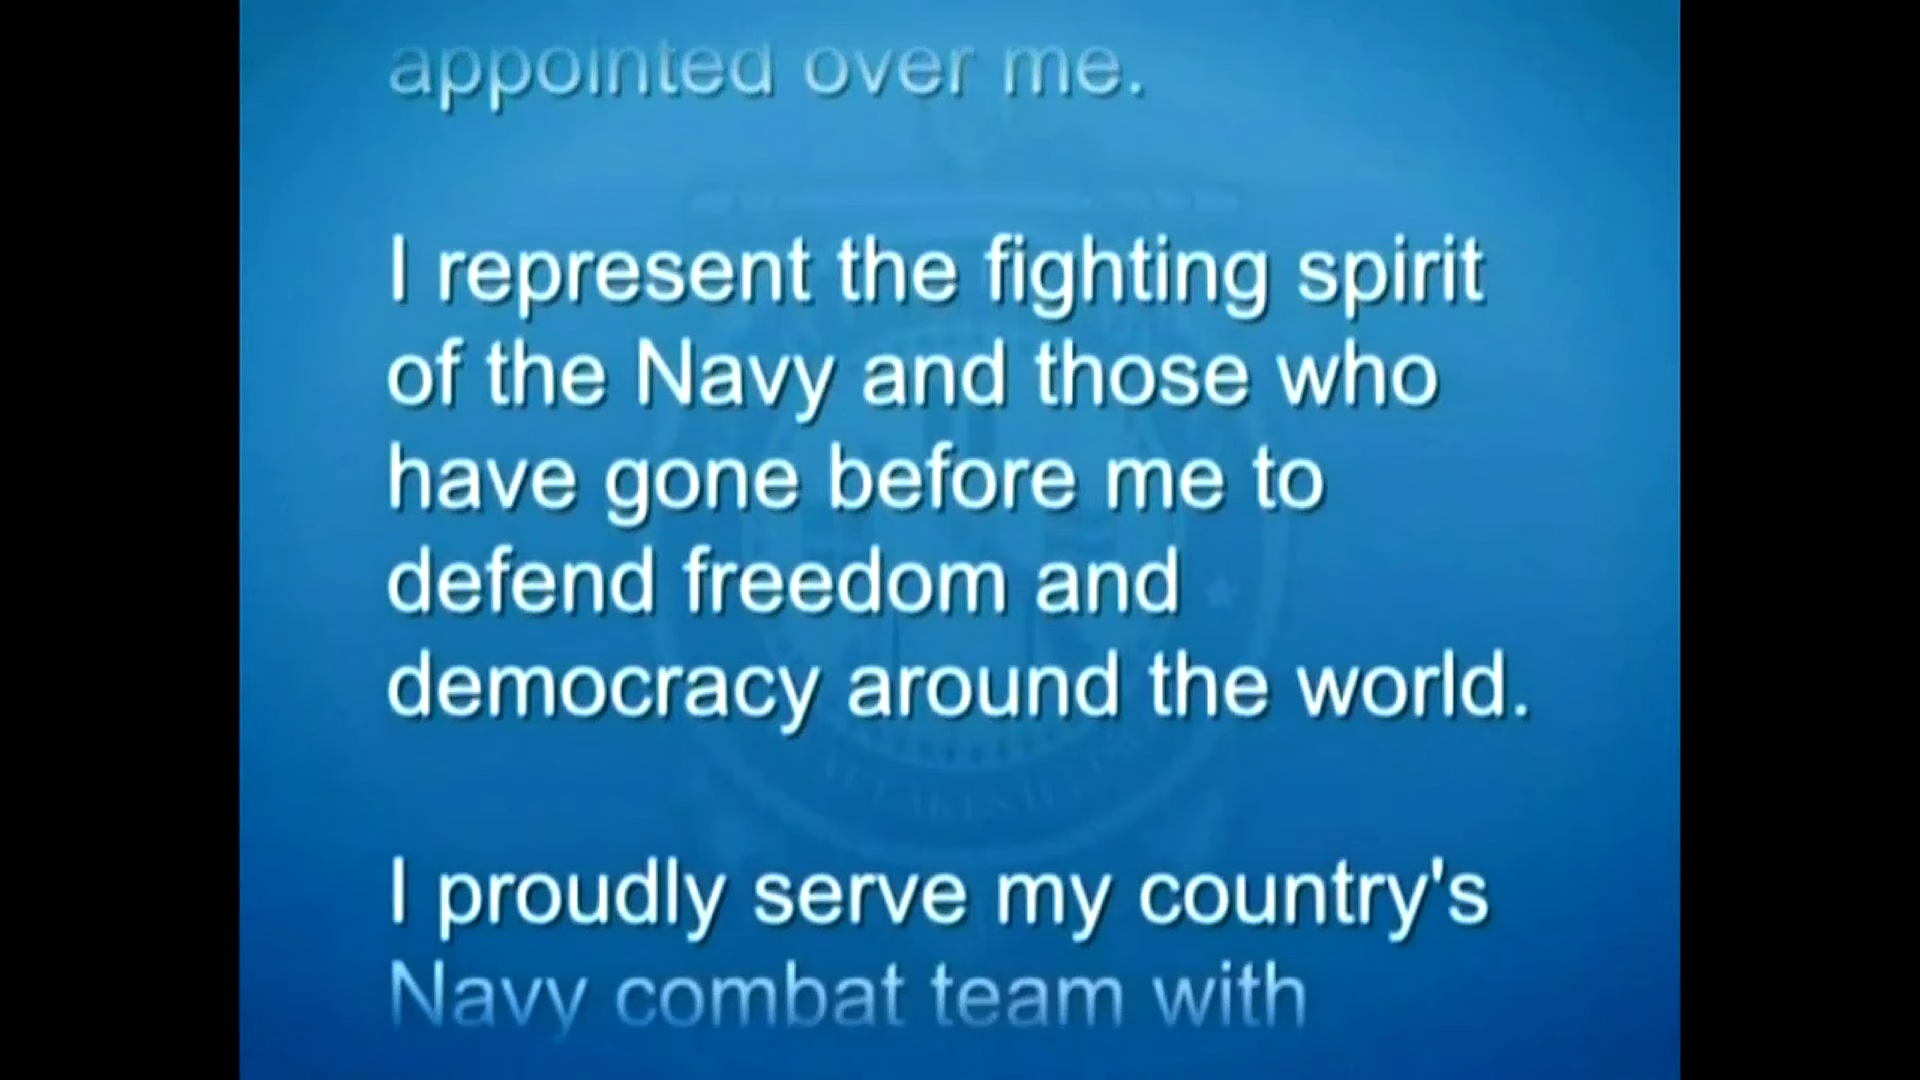 appointed over me.
I represent the fighting spirit
of the Navy and those who
have gone before me to
defend freedom and
democracy around the world.
I proudly serve my country's
Navy combat team with